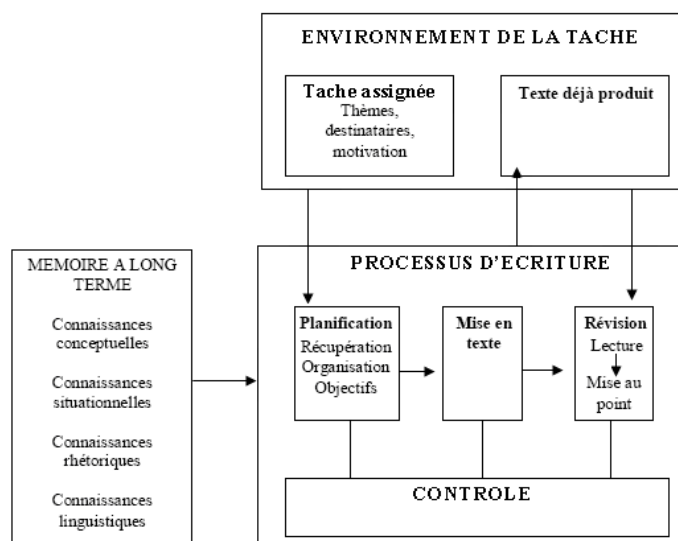 ENVIRONNEMENT DE LA TACHE
Tache assignée
Thèmes,
destinataires,
motivation
Texte déjà produit
MEMOIRE A LONG
TERME
Connaissances
conceptuelles
Connaissances
situationnelles
Connaissances
rhétoriques
Connaissances
linguistiques
PROCESSUS D'ECRITURE
Planification
Récupération
Organisation
Objectifs
Mise en
texte
Révision
Lecture
Mise au
point
CONTROLE